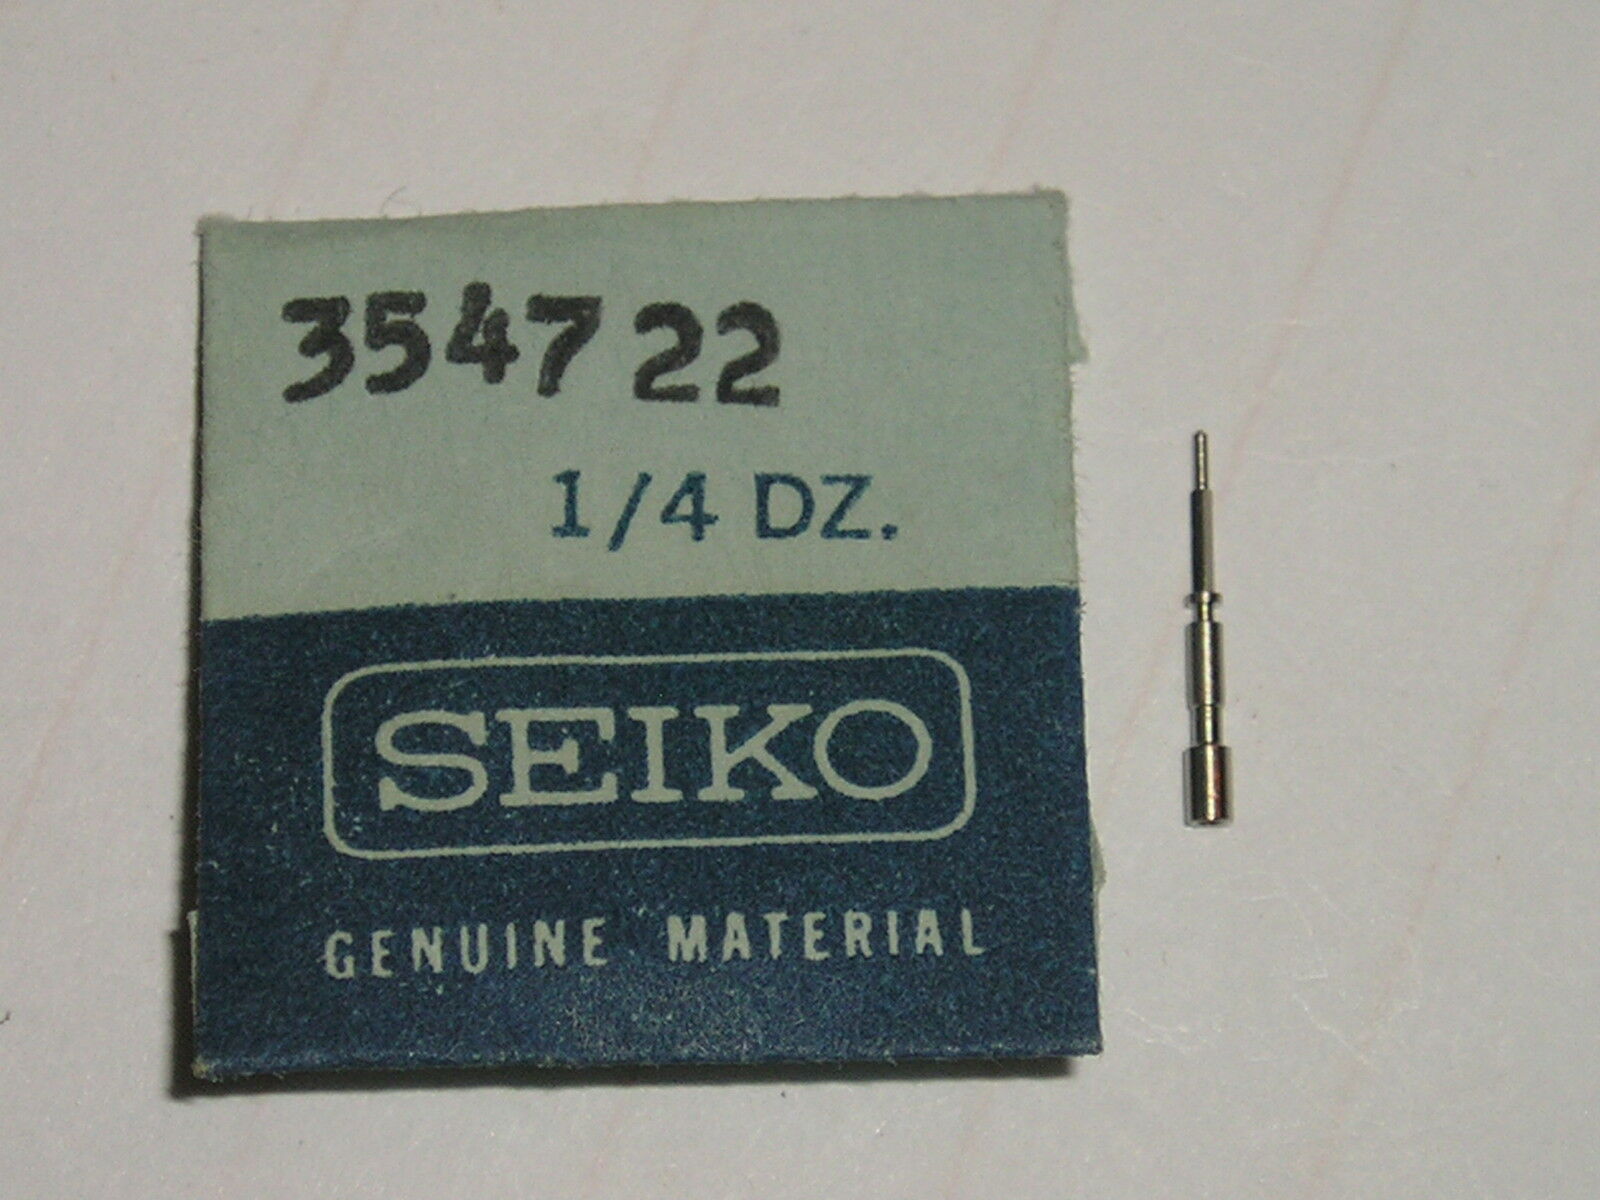 354722
1/4 DZ.
SEIKO
GENUINE MATERIAL